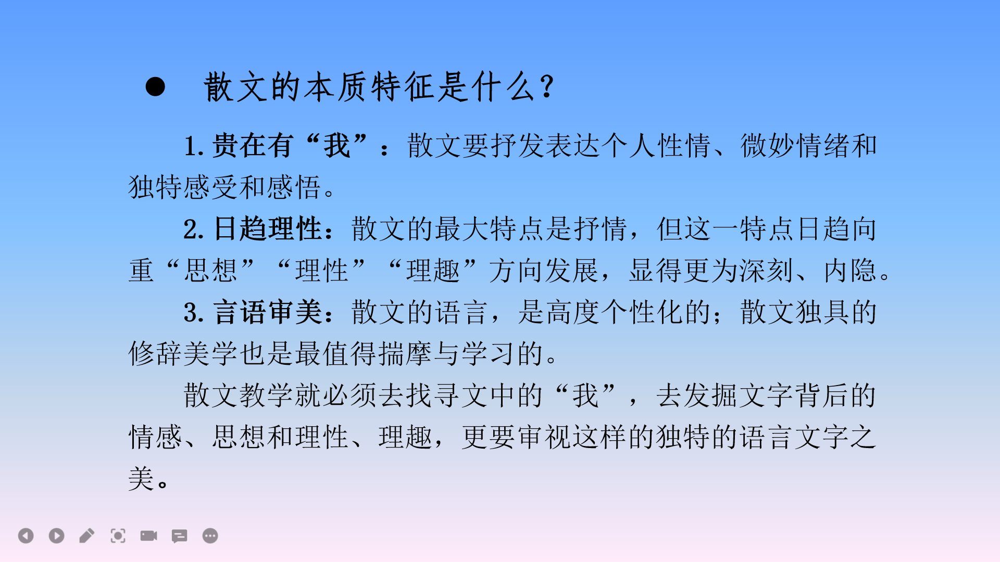 ● 散文的本质特征是什么？
1.贵在有“我”：散文要抒发表达个人性情、微妙情绪和
独特感受和感悟。
2.日趋理性：散文的最大特点是抒情，但这一特点日趋向
重“思想”“理性”“理趣”方向发展，显得更为深刻、内隐。
3.言语审美：散文的语言，是高度个性化的；散文独具的
修辞美学也是最值得揣摩与学习的。
散文教学就必须去找寻文中的“我”，去发掘文字背后的
情感、思想和理性、理趣，更要审视这样的独特的语言文字之
美。